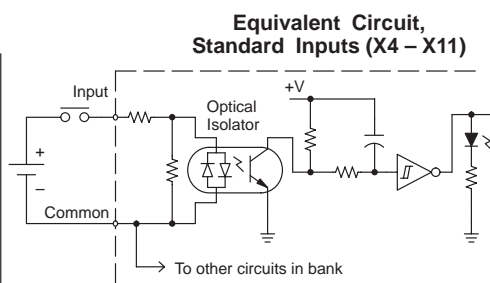 Equivalent Circuit,
Standard Inputs (X4 – X11)
Input
+V
Optical
Isolator
+
–
Common
To other circuits in bank